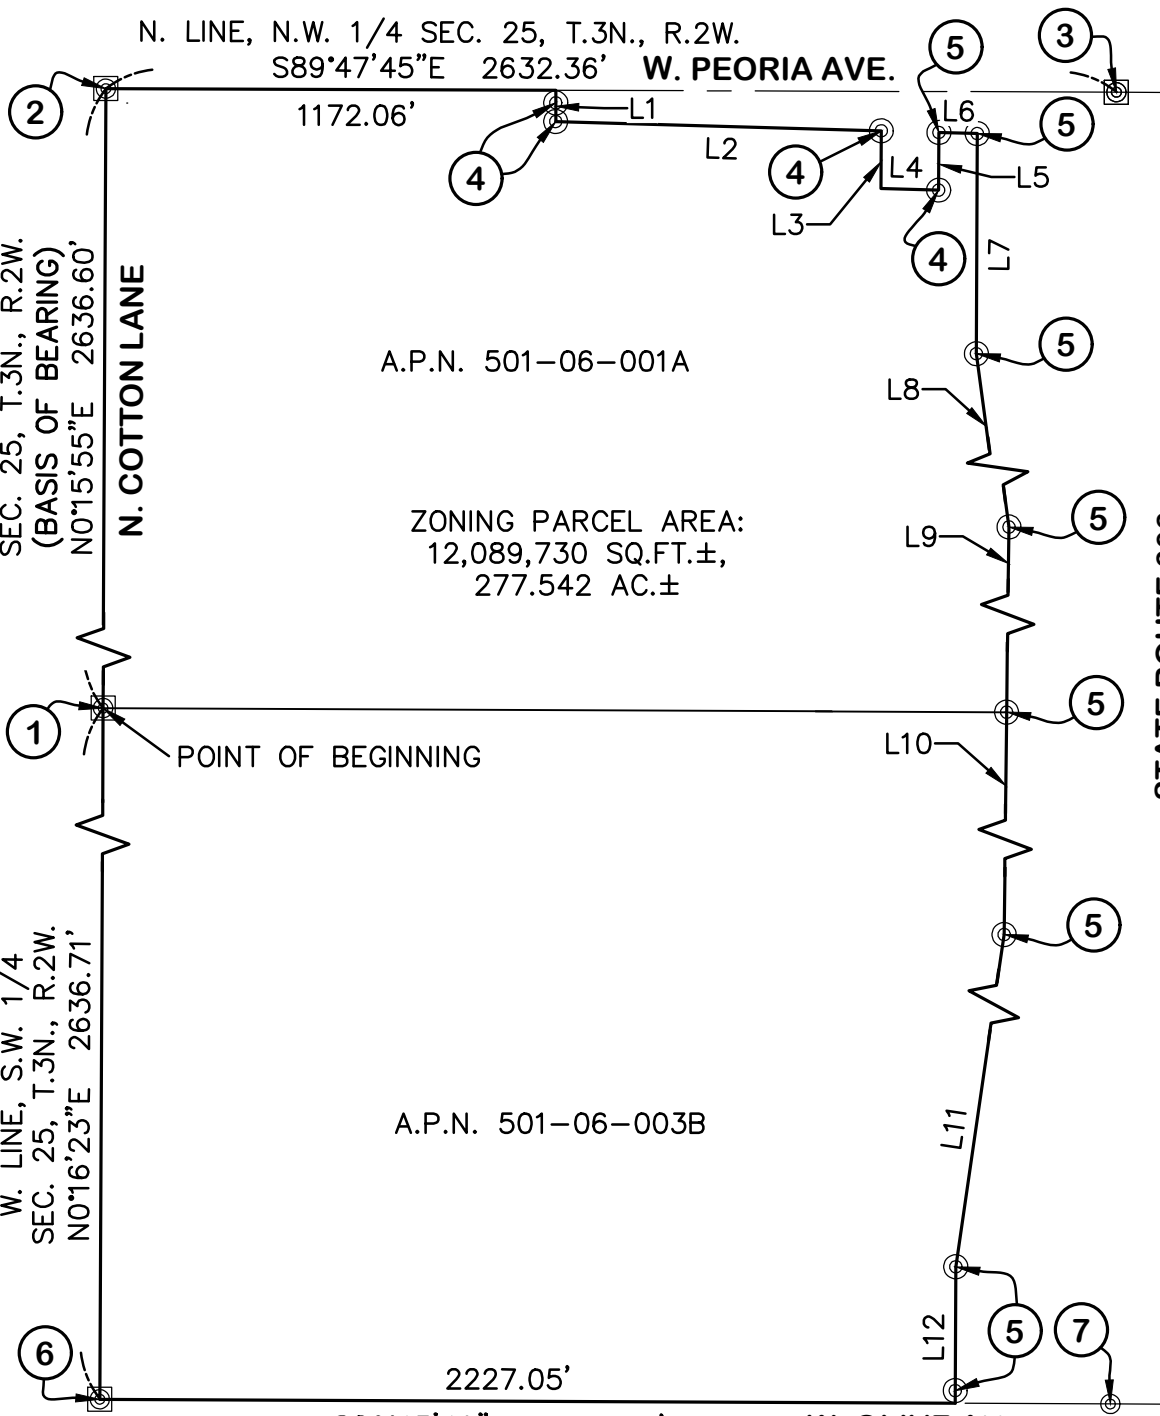 N. LINE, N.W. 1/4 SEC. 25, T.3N., R.2W.
S89°47'45"E 2632.36' W. PEORIA AVE.
1172.06'
2
3
5
L1
L6
5
4
L2
4
L4
L5
L3
4
L7
SEC. 25, T.3N., R.2W.
(BASIS OF BEARING)
N0°15'55"E 2636.60'
N. COTTON LANE
A.P.N. 501-06-001A
5
L8
ZONING PARCEL AREA:
12,089,730 SQ.FT.±,
277.542 AC.±
5
L9
1
POINT OF BEGINNING
5
L10
5
W. LINE, S.W. 1/4
SEC. 25, T.3N., R.2W.
N0°16'23"E 2636.71'
A.P.N. 501-06-003B
L11
L12
5
7
6
2227.05'